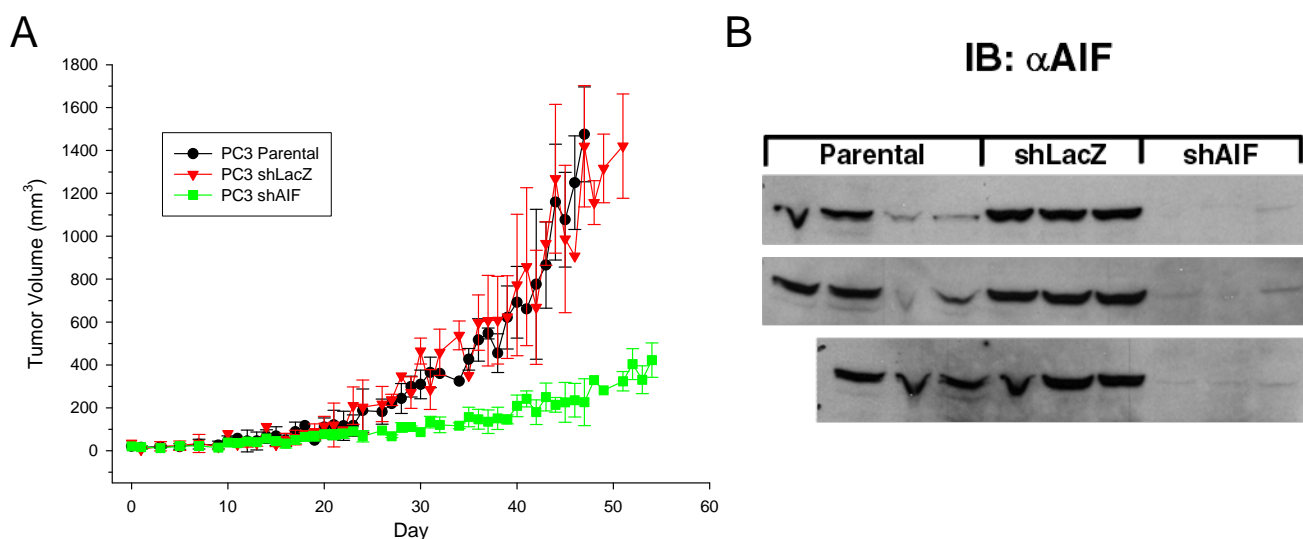 A
1800
1600
1400
1200
1000
800
600
400
200
0
Tumor Volume (mm³)
PC3 Parental
PC3 shLacZ
PC3 shAIF
0 10 20 30 40 50 60
Day
B
IB: αAIF
Parental shLacZ shAIF